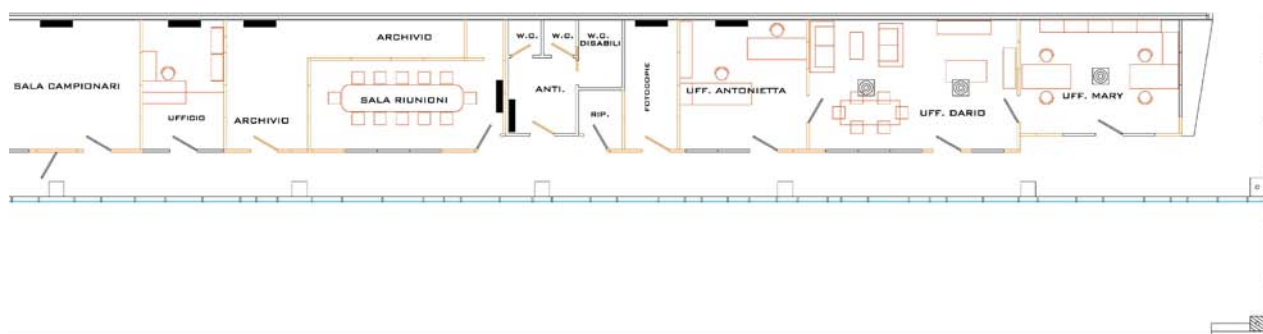 ARCHIVIO
W.C.
W.C.
W.C.
DISABILI
SALA CAMPIONARI
UFFICIO
ARCHIVIO
SALA RIUNIONI
ANTI.
RIP.
FOTOCOPIE
UFF. ANTONIETTA
UFF. DARIO
UFF. MARY